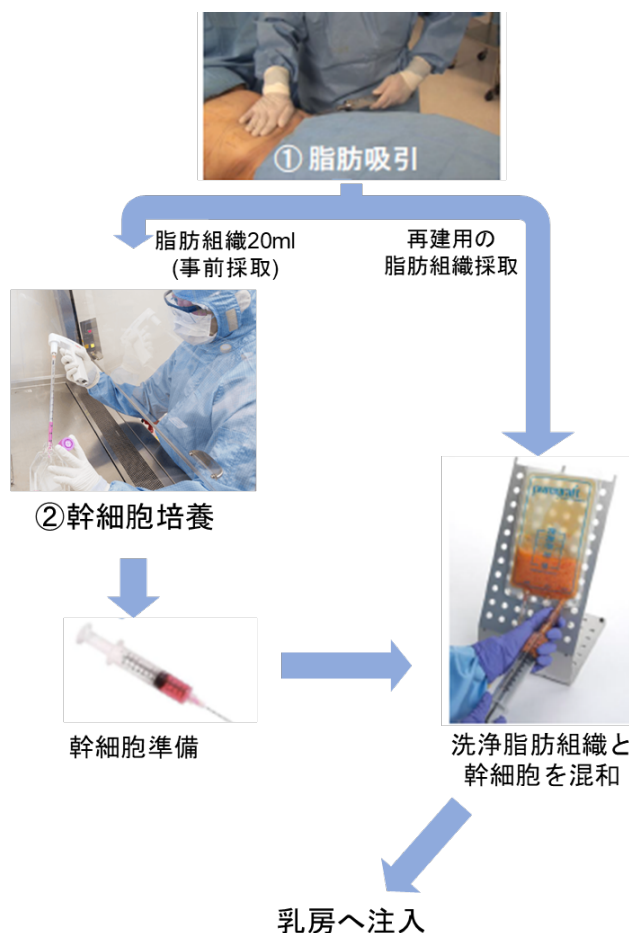 ① 脂肪吸引
脂肪組織20ml
(事前採取)
再建用の
脂肪組織採取
②幹細胞培養
幹細胞準備
洗浄脂肪組織と
幹細胞を混和
乳房へ注入